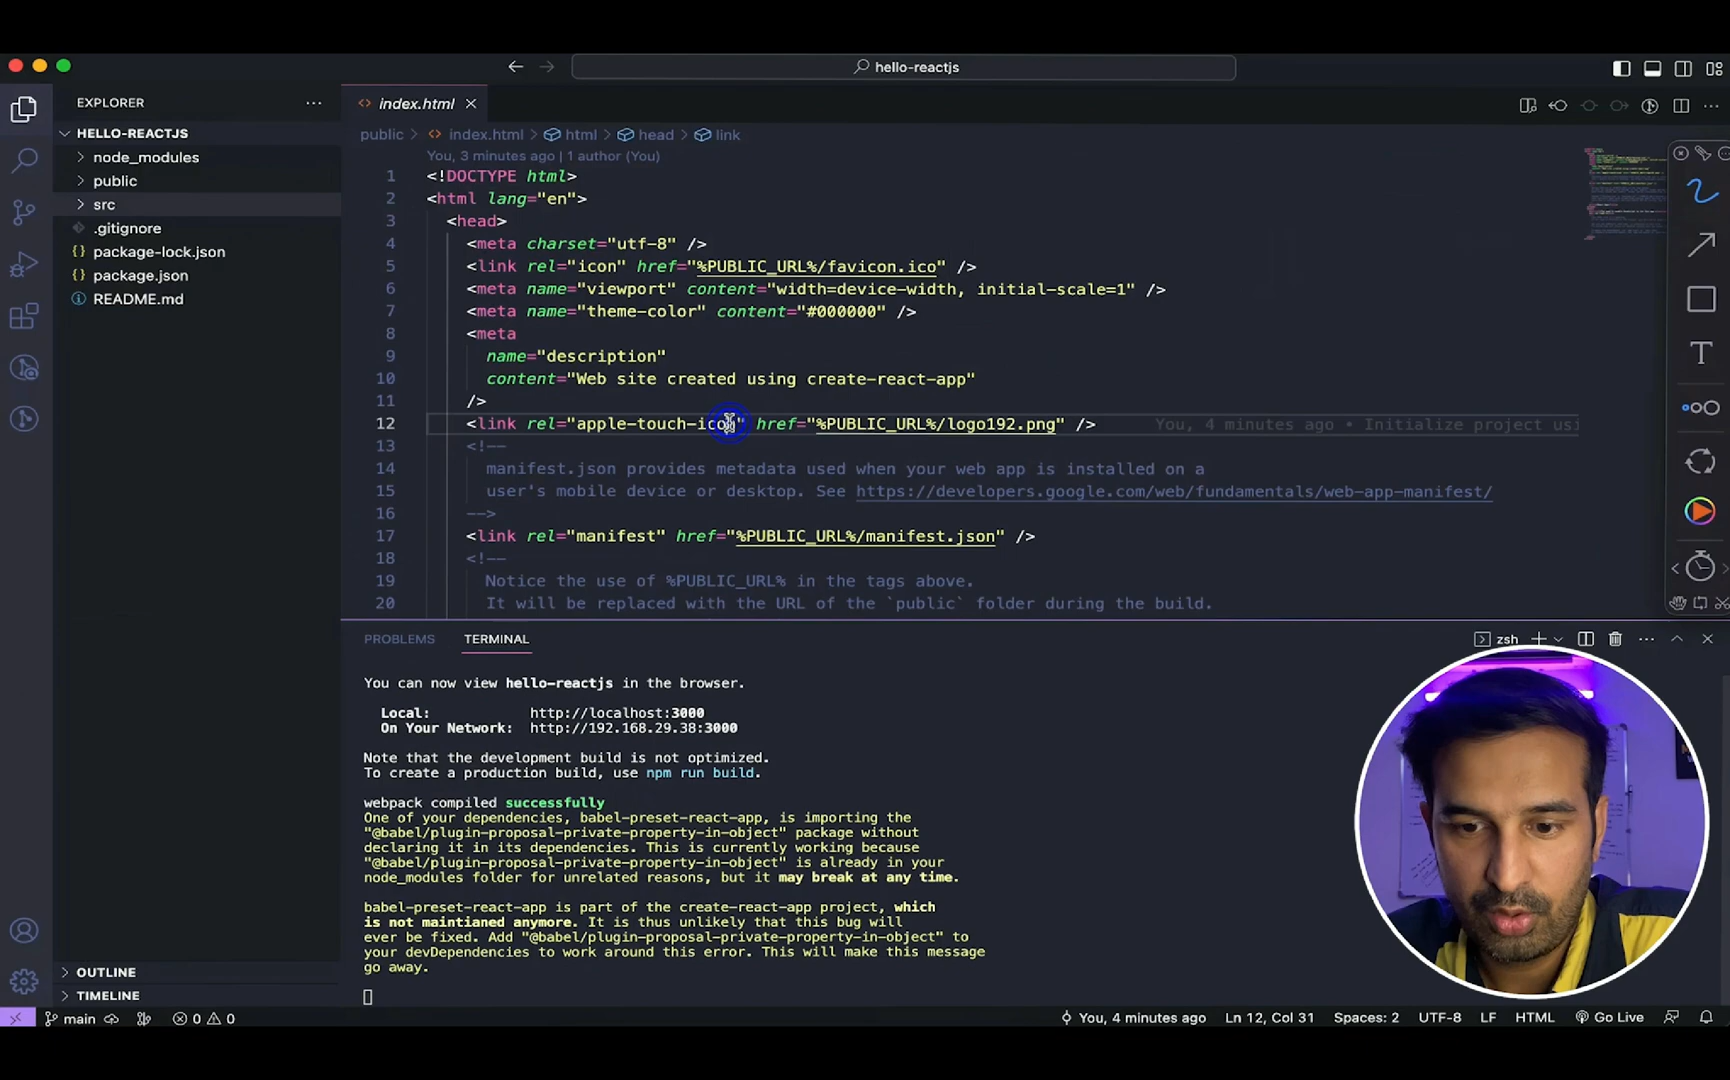 hello-reactjs
EXPLORER
index.html
HELLO-REACTJS
node_modules
public
src
.gitignore
package-lock.json
package.json
README.md
public > index.html > html > head > link
You, 3 minutes ago | 1 author (You)
1 <!DOCTYPE html>
2 <html lang="en">
3 <head>
4 <meta charset="utf-8" />
5 <link rel="icon" href="%PUBLIC_URL%/favicon.ico" />
6 <meta name="viewport" content="width=device-width, initial-scale=1" />
7 <meta name="theme-color" content="#000000" />
8 <meta
9 name="description"
10 content="Web site created using create-react-app"
11 />
12 <link rel="apple-touch-icon" href="%PUBLIC_URL%/logo192.png" /> You, 4 minutes ago • Initialize project usi
13 <!--
14 manifest.json provides metadata used when your web app is installed on a
15 user's mobile device or desktop. See https://developers.google.com/web/fundamentals/web-app-manifest/
16 -->
17 <link rel="manifest" href="%PUBLIC_URL%/manifest.json" />
18 <!--
19 Notice the use of %PUBLIC_URL% in the tags above.
20 It will be replaced with the URL of the `public` folder during the build.
PROBLEMS TERMINAL
zsh
You can now view hello-reactjs in the browser.
Local: http://localhost:3000
On Your Network: http://192.168.29.38:3000
Note that the development build is not optimized.
To create a production build, use npm run build.
webpack compiled successfully
One of your dependencies, babel-preset-react-app, is importing the
"@babel/plugin-proposal-private-property-in-object" package without
declaring it in its dependencies. This is currently working because
"@babel/plugin-proposal-private-property-in-object" is already in your
node_modules folder for unrelated reasons, but it may break at any time.
babel-preset-react-app is part of the create-react-app project, which
is not maintianed anymore. It is thus unlikely that this bug will
ever be fixed. Add "@babel/plugin-proposal-private-property-in-object" to
your devDependencies to work around this error. This will make this message
go away.
OUTLINE
TIMELINE
main
0 0
You, 4 minutes ago
Ln 12, Col 31
Spaces: 2
UTF-8
LF
HTML
Go Live